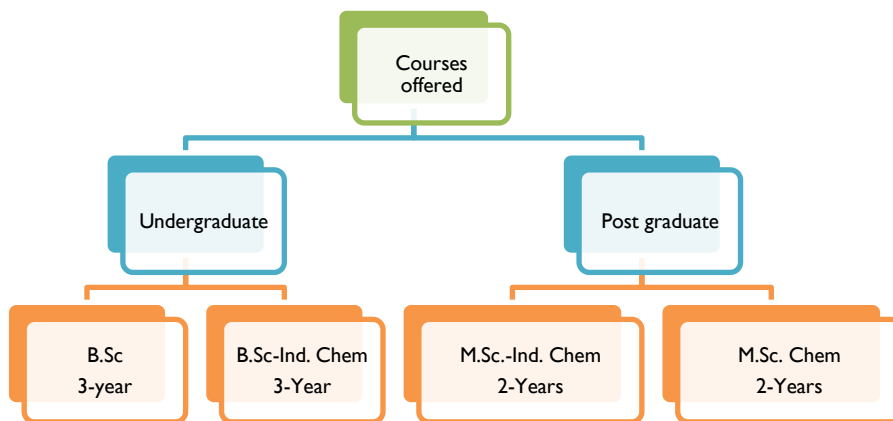 Courses
offered
Undergraduate
Post graduate
B.Sc
3-year
B.Sc-Ind. Chem
3-Year
M.Sc.-Ind. Chem
2-Years
M.Sc. Chem
2-Years